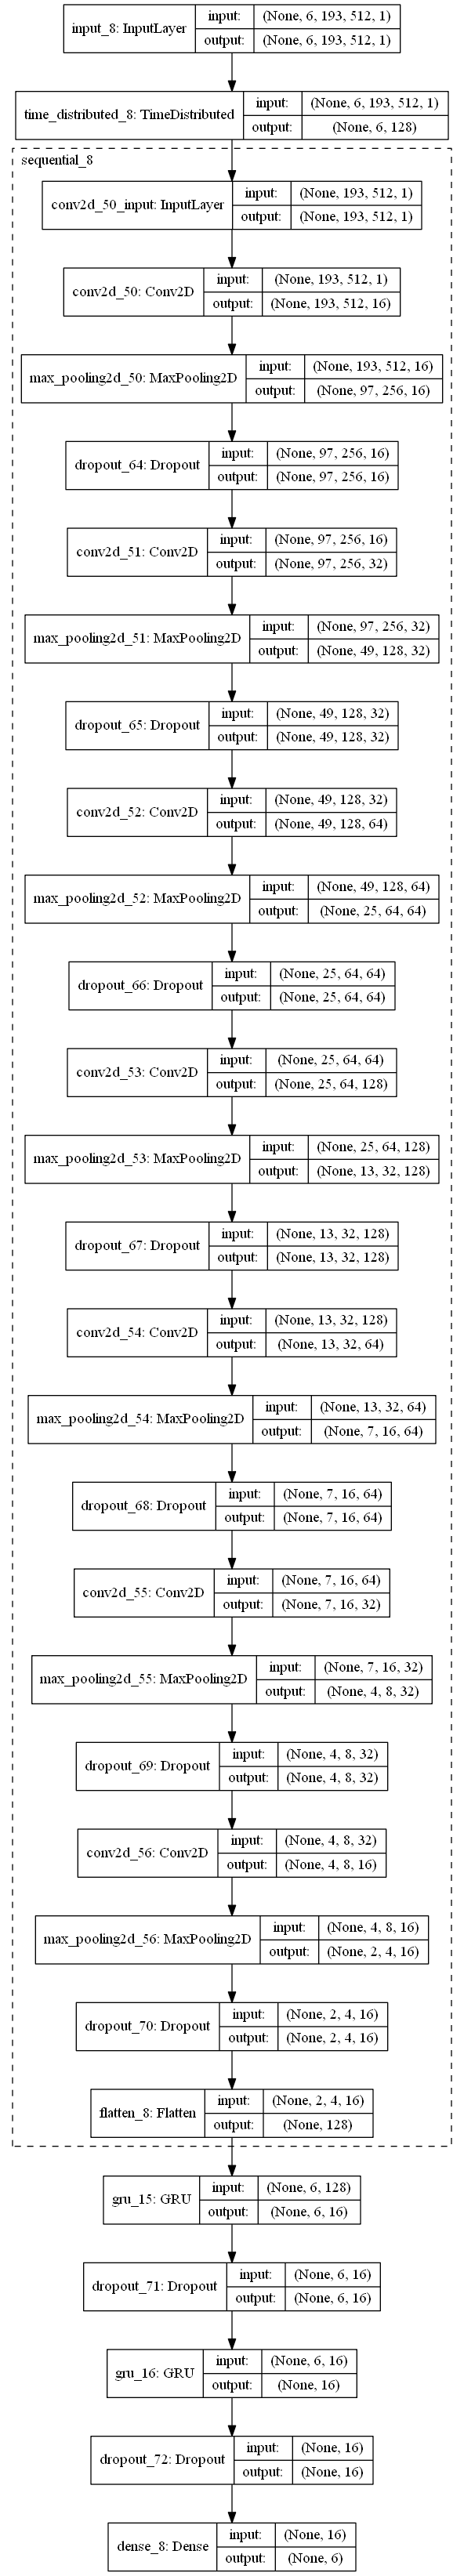 input_8: InputLayer
input: (None, 6, 193, 512, 1)
output: (None, 6, 193, 512, 1)
time_distributed_8: TimeDistributed
input: (None, 6, 193, 512, 1)
output: (None, 6, 128)
sequential_8
conv2d_50_input: InputLayer
input: (None, 193, 512, 1)
output: (None, 193, 512, 1)
conv2d_50: Conv2D
input: (None, 193, 512, 1)
output: (None, 193, 512, 16)
max_pooling2d_50: MaxPooling2D
input: (None, 193, 512, 16)
output: (None, 97, 256, 16)
dropout_64: Dropout
input: (None, 97, 256, 16)
output: (None, 97, 256, 16)
conv2d_51: Conv2D
input: (None, 97, 256, 16)
output: (None, 97, 256, 32)
max_pooling2d_51: MaxPooling2D
input: (None, 97, 256, 32)
output: (None, 49, 128, 32)
dropout_65: Dropout
input: (None, 49, 128, 32)
output: (None, 49, 128, 32)
conv2d_52: Conv2D
input: (None, 49, 128, 32)
output: (None, 49, 128, 64)
max_pooling2d_52: MaxPooling2D
input: (None, 49, 128, 64)
output: (None, 25, 64, 64)
dropout_66: Dropout
input: (None, 25, 64, 64)
output: (None, 25, 64, 64)
conv2d_53: Conv2D
input: (None, 25, 64, 64)
output: (None, 25, 64, 128)
max_pooling2d_53: MaxPooling2D
input: (None, 25, 64, 128)
output: (None, 13, 32, 128)
dropout_67: Dropout
input: (None, 13, 32, 128)
output: (None, 13, 32, 128)
conv2d_54: Conv2D
input: (None, 13, 32, 128)
output: (None, 13, 32, 64)
max_pooling2d_54: MaxPooling2D
input: (None, 13, 32, 64)
output: (None, 7, 16, 64)
dropout_68: Dropout
input: (None, 7, 16, 64)
output: (None, 7, 16, 64)
conv2d_55: Conv2D
input: (None, 7, 16, 64)
output: (None, 7, 16, 32)
max_pooling2d_55: MaxPooling2D
input: (None, 7, 16, 32)
output: (None, 4, 8, 32)
dropout_69: Dropout
input: (None, 4, 8, 32)
output: (None, 4, 8, 32)
conv2d_56: Conv2D
input: (None, 4, 8, 32)
output: (None, 4, 8, 16)
max_pooling2d_56: MaxPooling2D
input: (None, 4, 8, 16)
output: (None, 2, 4, 16)
dropout_70: Dropout
input: (None, 2, 4, 16)
output: (None, 2, 4, 16)
flatten_8: Flatten
input: (None, 2, 4, 16)
output: (None, 128)
gru_15: GRU
input: (None, 6, 128)
output: (None, 6, 16)
dropout_71: Dropout
input: (None, 6, 16)
output: (None, 6, 16)
gru_16: GRU
input: (None, 6, 16)
output: (None, 16)
dropout_72: Dropout
input: (None, 16)
output: (None, 16)
dense_8: Dense
input: (None, 16)
output: (None, 6)